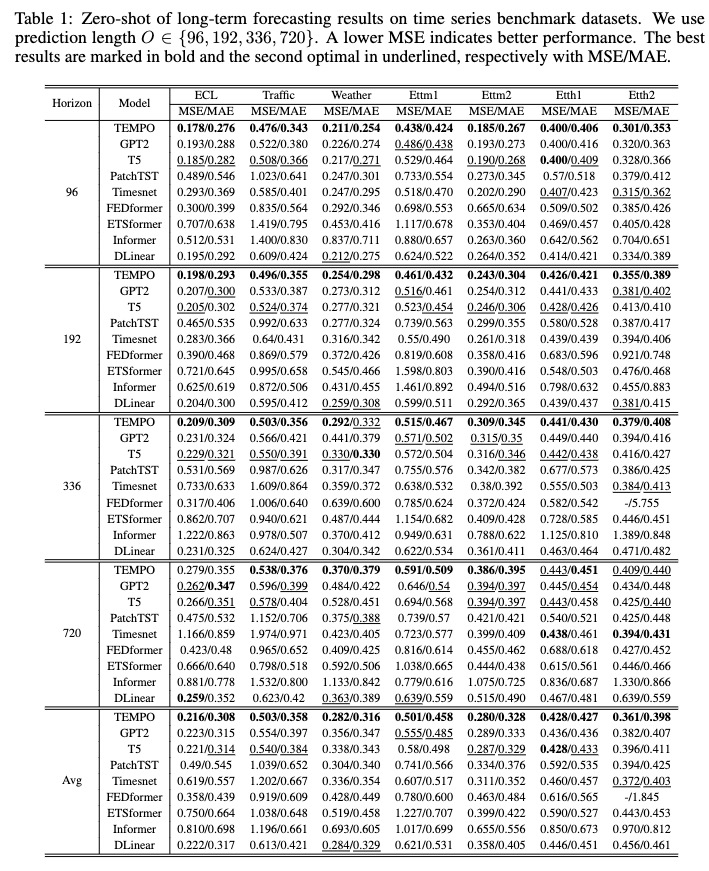 Table 1: Zero-shot of long-term forecasting results on time series benchmark datasets. We use
prediction length O ∈ {96, 192, 336, 720}. A lower MSE indicates better performance. The best
results are marked in bold and the second optimal in underlined, respectively with MSE/MAE.
Horizon Model ECL Traffic Weather Ettm1 Ettm2 Etth1 Etth2
MSE/MAE MSE/MAE MSE/MAE MSE/MAE MSE/MAE MSE/MAE MSE/MAE
TEMPO 0.178/0.276 0.476/0.343 0.211/0.254 0.438/0.424 0.185/0.267 0.400/0.406 0.301/0.353
GPT2 0.193/0.288 0.522/0.380 0.226/0.274 0.486/0.438 0.193/0.273 0.400/0.416 0.320/0.363
T5 0.185/0.282 0.508/0.366 0.217/0.271 0.529/0.464 0.190/0.268 0.400/0.409 0.328/0.366
PatchTST 0.489/0.546 1.023/0.641 0.247/0.301 0.733/0.554 0.273/0.345 0.57/0.518 0.379/0.412
96 Timesnet 0.293/0.369 0.585/0.401 0.247/0.295 0.518/0.470 0.202/0.290 0.407/0.423 0.315/0.362
FEDformer 0.300/0.399 0.835/0.564 0.292/0.346 0.698/0.553 0.665/0.634 0.509/0.502 0.385/0.426
ETSformer 0.707/0.638 1.419/0.795 0.453/0.416 1.117/0.678 0.353/0.404 0.469/0.457 0.405/0.428
Informer 0.512/0.531 1.400/0.830 0.837/0.711 0.880/0.657 0.263/0.360 0.642/0.562 0.704/0.651
DLinear 0.195/0.292 0.609/0.424 0.212/0.275 0.624/0.522 0.264/0.352 0.414/0.421 0.334/0.389
TEMPO 0.198/0.293 0.496/0.355 0.254/0.298 0.461/0.432 0.243/0.304 0.426/0.421 0.355/0.389
GPT2 0.207/0.300 0.533/0.387 0.273/0.312 0.516/0.461 0.254/0.312 0.441/0.433 0.381/0.402
T5 0.205/0.302 0.524/0.374 0.277/0.321 0.523/0.454 0.246/0.306 0.428/0.426 0.413/0.410
PatchTST 0.465/0.535 0.992/0.633 0.277/0.324 0.739/0.563 0.299/0.355 0.580/0.528 0.387/0.417
192 Timesnet 0.283/0.366 0.64/0.431 0.316/0.342 0.55/0.490 0.261/0.318 0.439/0.439 0.394/0.406
FEDformer 0.390/0.468 0.869/0.579 0.372/0.426 0.819/0.608 0.358/0.416 0.683/0.596 0.921/0.748
ETSformer 0.721/0.645 0.995/0.658 0.545/0.466 1.598/0.803 0.390/0.416 0.548/0.503 0.476/0.468
Informer 0.625/0.619 0.872/0.506 0.431/0.455 1.461/0.892 0.494/0.516 0.798/0.632 0.455/0.883
DLinear 0.204/0.300 0.595/0.412 0.259/0.308 0.599/0.511 0.292/0.365 0.439/0.437 0.381/0.415
TEMPO 0.209/0.309 0.503/0.356 0.292/0.332 0.515/0.467 0.309/0.345 0.441/0.430 0.379/0.408
GPT2 0.231/0.324 0.566/0.421 0.441/0.379 0.571/0.502 0.315/0.35 0.449/0.440 0.394/0.416
T5 0.229/0.321 0.550/0.391 0.330/0.330 0.572/0.504 0.316/0.346 0.442/0.438 0.416/0.427
PatchTST 0.531/0.569 0.987/0.626 0.317/0.347 0.755/0.576 0.342/0.382 0.677/0.573 0.386/0.425
336 Timesnet 0.733/0.633 1.609/0.864 0.359/0.372 0.638/0.532 0.38/0.392 0.555/0.503 0.384/0.413
FEDformer 0.317/0.406 1.006/0.640 0.639/0.600 0.785/0.624 0.372/0.424 0.582/0.542 -/5.755
ETSformer 0.862/0.707 0.940/0.621 0.487/0.444 1.154/0.682 0.409/0.428 0.728/0.585 0.446/0.451
Informer 1.222/0.863 0.978/0.507 0.370/0.412 0.949/0.631 0.788/0.622 1.125/0.810 1.389/0.848
DLinear 0.231/0.325 0.624/0.427 0.304/0.342 0.622/0.534 0.361/0.411 0.463/0.464 0.471/0.482
TEMPO 0.279/0.355 0.538/0.376 0.370/0.379 0.591/0.509 0.386/0.395 0.443/0.451 0.409/0.440
GPT2 0.262/0.347 0.596/0.399 0.484/0.422 0.646/0.54 0.394/0.397 0.445/0.454 0.434/0.448
T5 0.266/0.351 0.578/0.404 0.528/0.451 0.694/0.568 0.394/0.397 0.443/0.458 0.425/0.440
PatchTST 0.475/0.532 1.152/0.706 0.375/0.388 0.739/0.57 0.421/0.421 0.540/0.521 0.425/0.448
720 Timesnet 1.166/0.859 1.974/0.971 0.423/0.405 0.723/0.577 0.399/0.409 0.438/0.461 0.394/0.431
FEDformer 0.423/0.48 0.965/0.652 0.409/0.425 0.816/0.614 0.455/0.462 0.688/0.618 0.427/0.452
ETSformer 0.666/0.640 0.798/0.518 0.592/0.506 1.038/0.665 0.444/0.438 0.615/0.561 0.446/0.466
Informer 0.881/0.778 1.532/0.800 1.133/0.842 0.779/0.616 1.075/0.725 0.836/0.687 1.330/0.866
DLinear 0.259/0.352 0.623/0.42 0.363/0.389 0.639/0.559 0.515/0.490 0.467/0.481 0.639/0.559
TEMPO 0.216/0.308 0.503/0.358 0.282/0.316 0.501/0.458 0.280/0.328 0.428/0.427 0.361/0.398
GPT2 0.223/0.315 0.554/0.397 0.356/0.347 0.555/0.485 0.289/0.333 0.436/0.436 0.382/0.407
T5 0.221/0.314 0.540/0.384 0.338/0.343 0.58/0.498 0.287/0.329 0.428/0.433 0.396/0.411
PatchTST 0.49/0.545 1.039/0.652 0.304/0.340 0.741/0.566 0.334/0.376 0.592/0.535 0.394/0.425
Avg Timesnet 0.619/0.557 1.202/0.667 0.336/0.354 0.607/0.517 0.311/0.352 0.460/0.457 0.372/0.403
FEDformer 0.358/0.439 0.919/0.609 0.428/0.449 0.780/0.600 0.463/0.484 0.616/0.565 -/1.845
ETSformer 0.750/0.664 1.038/0.648 0.519/0.458 1.227/0.707 0.399/0.422 0.590/0.527 0.443/0.453
Informer 0.810/0.698 1.196/0.661 0.693/0.605 1.017/0.699 0.655/0.556 0.850/0.673 0.970/0.812
DLinear 0.222/0.317 0.613/0.421 0.284/0.329 0.621/0.531 0.358/0.405 0.446/0.451 0.456/0.461